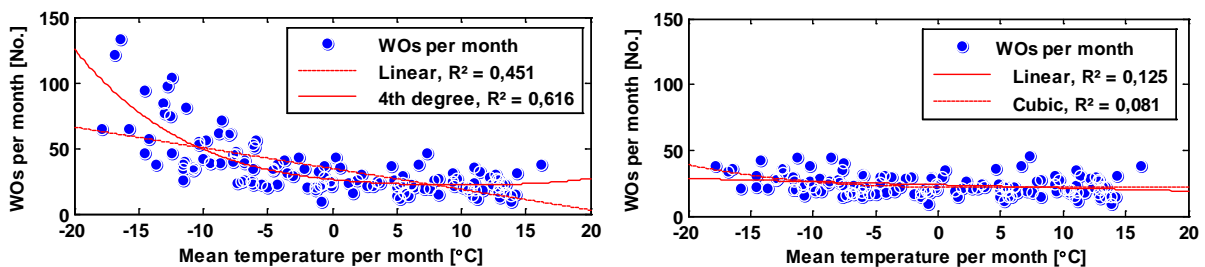 WOs per month [No.]
150
100
50
0
WOs per month
Linear, R² = 0,451
4th degree, R² = 0,616
-20 -15 -10 -5 0 5 10 15 20
Mean temperature per month [°C]
WOs per month [No.]
150
100
50
0
WOs per month
Linear, R² = 0,125
Cubic, R² = 0,081
-20 -15 -10 -5 0 5 10 15 20
Mean temperature per month [°C]